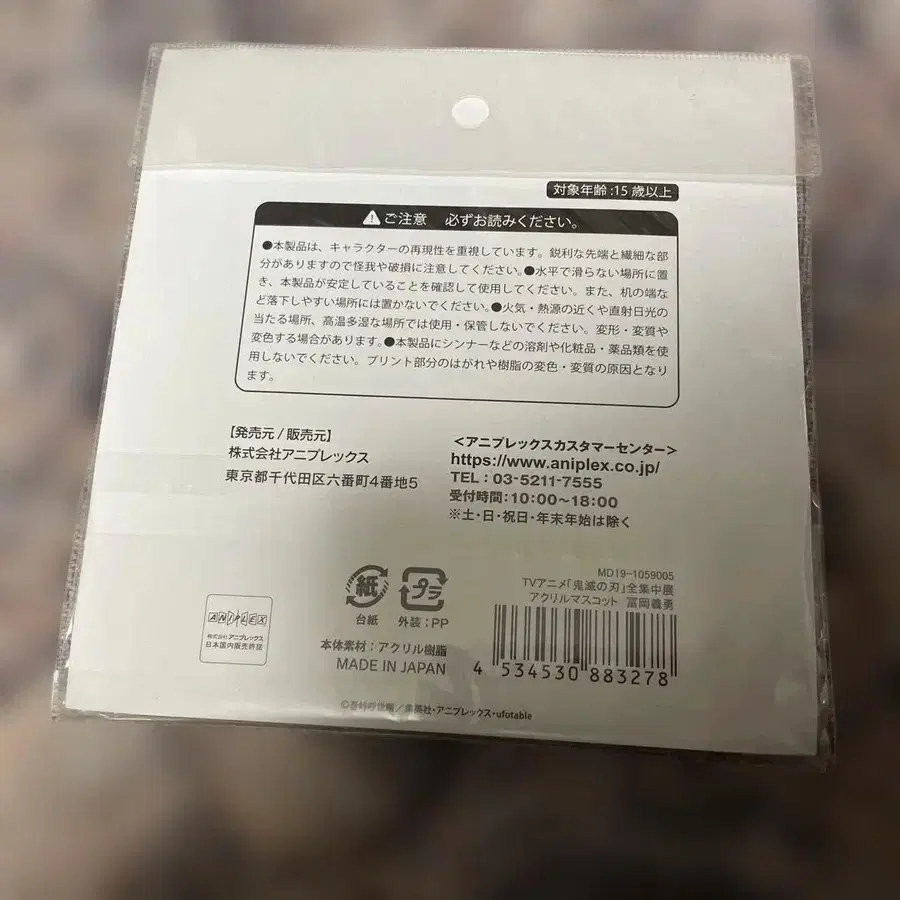 対象年齢:15歳以上
ご注意 必ずお読みください。
●本製品は、キャラクターの再現性を重視しています。鋭利な先端と繊細な部
分がありますので怪我や破損に注意してください。●水平で滑らない場所に置
き、本製品が安定していることを確認して使用してください。また、机の端な
ど落下しやすい場所には置かないでください。●火気・熱源の近くや直射日光の
当たる場所、高温多湿な場所では使用・保管しないでください。変形・変質や
変色する場合があります。●本製品にシンナーなどの溶剤や化粧品・薬品類を使
用しないでください。プリント部分のはがれや樹脂の変色・変質の原因となり
ます。
【発売元/販売元】
株式会社アニプレックス
東京都千代田区六番町4番地5
<アニプレックスカスタマーセンター>
https://www.aniplex.co.jp/
TEL:03-5211-7555
受付時間:10:00〜18:00
※土・日・祝日・年末年始は除く
ANIPLEX
株式会社アニプレックス
日本国内販売許諾
紙
台紙
プラ
外装:PP
本体素材:アクリル樹脂
MADE IN JAPAN
MD19-1059005
TVアニメ「鬼滅の刃」全集中展
アクリルマスコット 冨岡義勇
4 534530 883278
©吾峠呼世晴/集英社・アニプレックス・ufotable